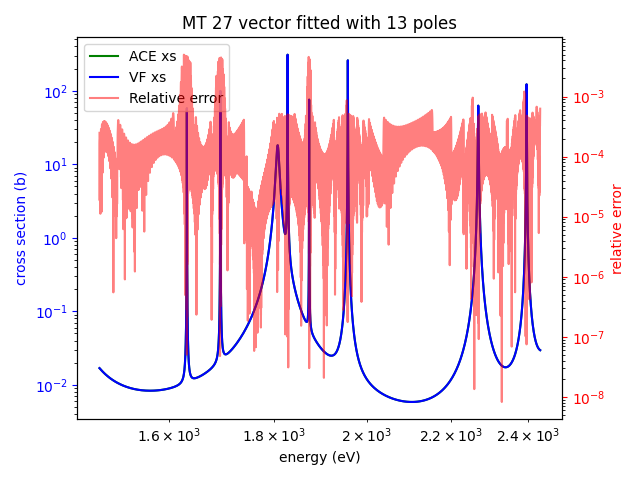 MT 27 vector fitted with 13 poles
ACE xs
VF xs
Relative error
cross section (b)
10²
10¹
10⁰
10⁻¹
10⁻²
relative error
10⁻³
10⁻⁴
10⁻⁵
10⁻⁶
10⁻⁷
10⁻⁸
1.6 × 10³
1.8 × 10³
2 × 10³
2.2 × 10³
2.4 × 10³
energy (eV)